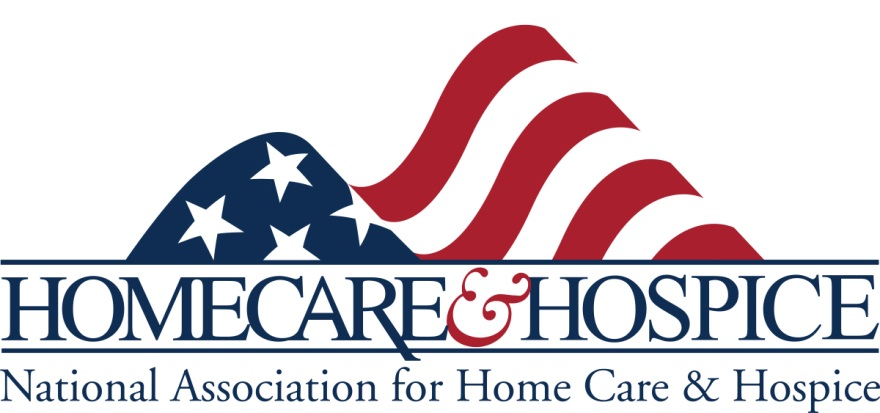 HOMECARE&HOSPICE
National Association for Home Care & Hospice